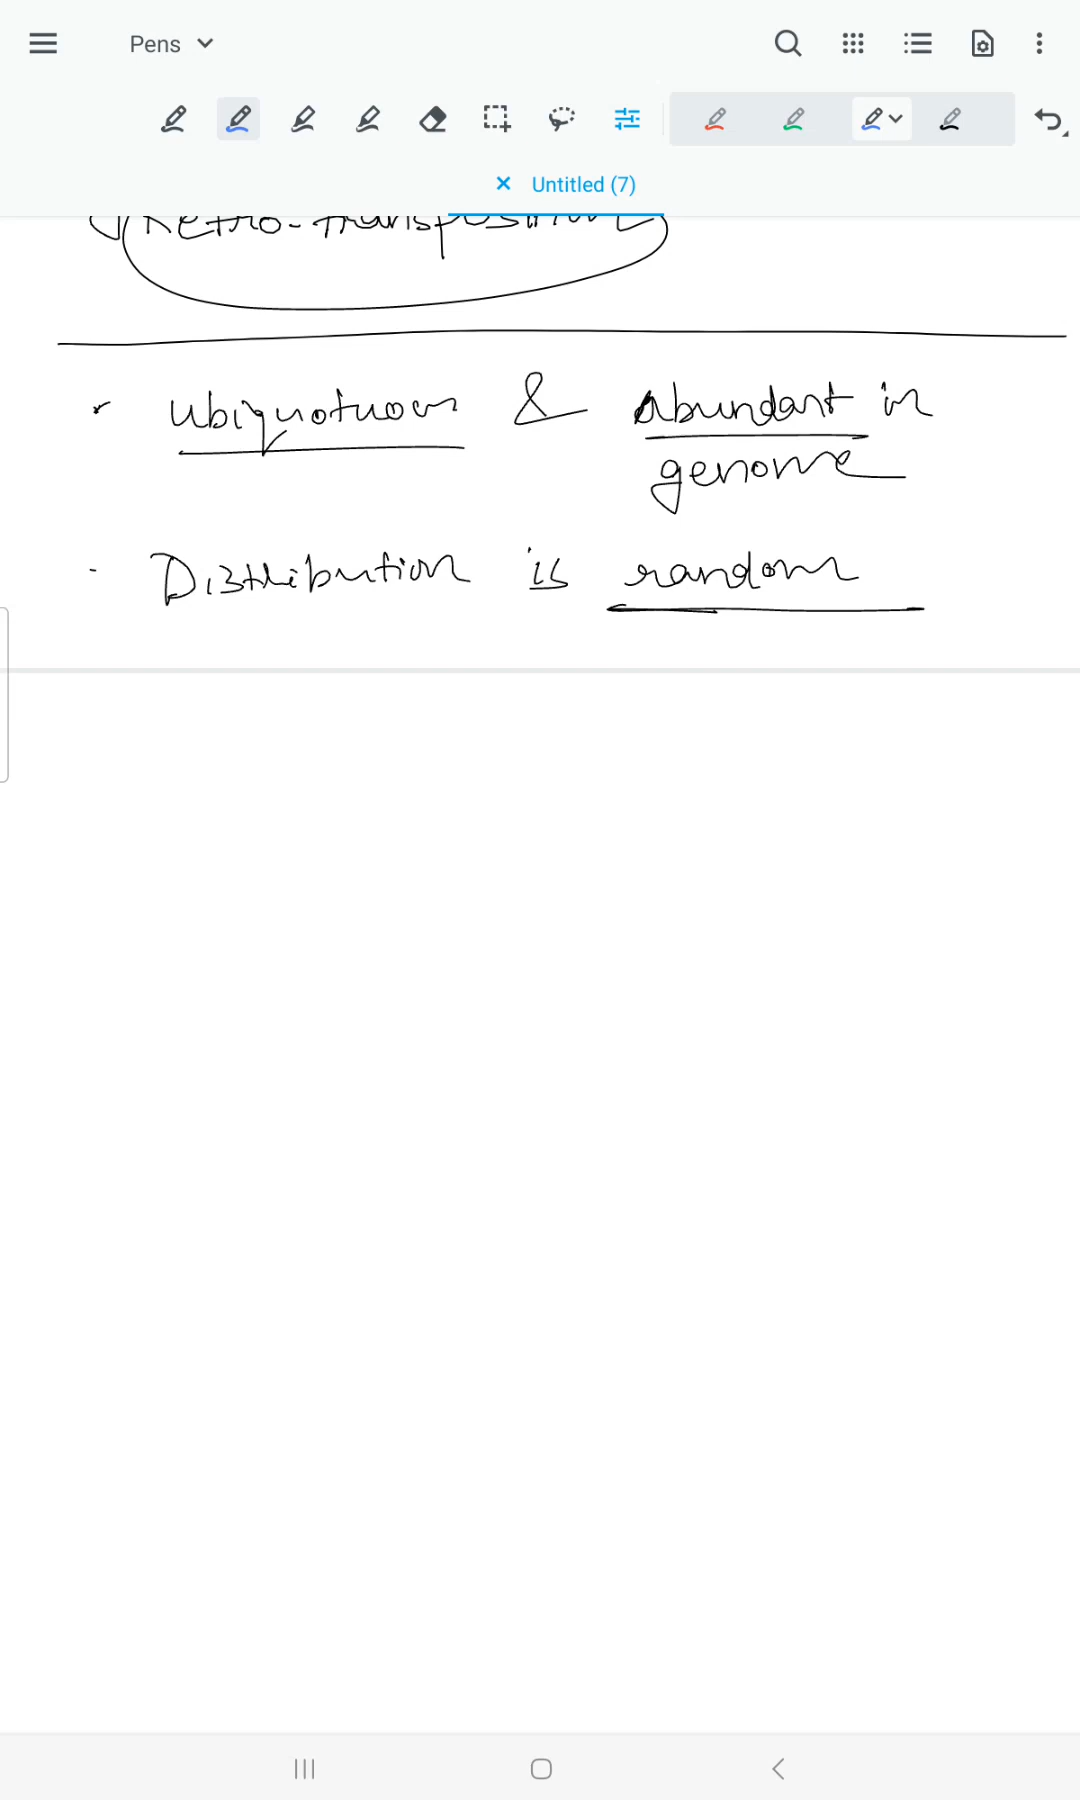 Pens
Untitled (7)
Retro-transposition
ubiquotuous & Abundant in
genome
Distribution is random